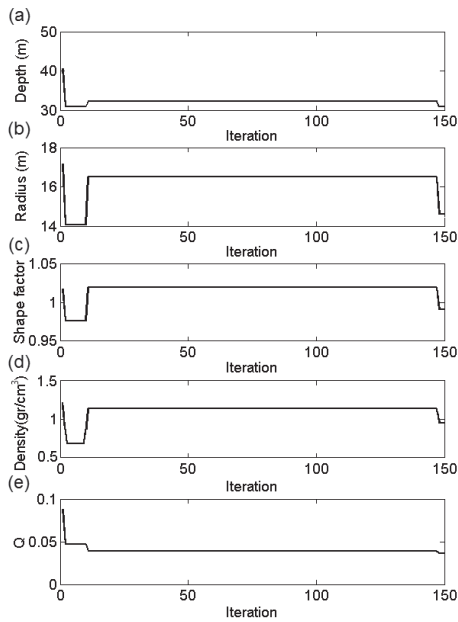 (a)
Depth (m)
50
40
30
0
50
100
150
Iteration
(b)
Radius (m)
18
16
14
0
50
100
150
Iteration
(c)
Shape factor
1.05
1
0.95
0
50
100
150
Iteration
(d)
Density(gr/cm³)
1.5
1
0.5
0
50
100
150
Iteration
(e)
Q
0.1
0.05
0
0
50
100
150
Iteration